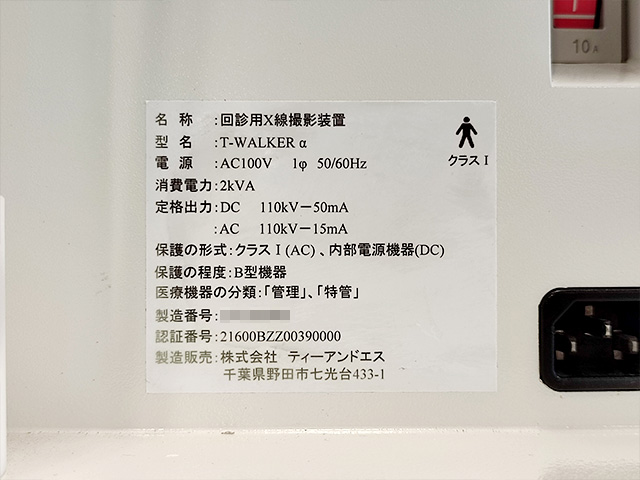 10A
名 称 :回診用X線撮影装置
型 名 :T-WALKER α
電 源 :AC100V 1φ 50/60Hz
クラス I
消費電力:2kVA
定格出力:DC 110kV－50mA
:AC 110kV－15mA
保護の形式:クラス I (AC) 、内部電源機器(DC)
保護の程度:B型機器
医療機器の分類:「管理」、「特管」
製造番号:
認証番号:21600BZZ00390000
製造販売:株式会社 ティーアンドエス
千葉県野田市七光台433-1